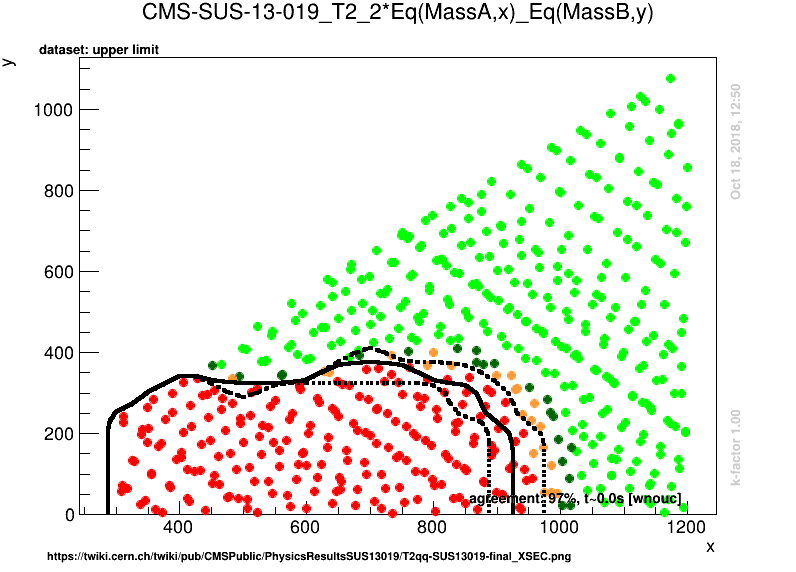 CMS-SUS-13-019_T2_2*Eq(MassA,x)_Eq(MassB,y)
dataset: upper limit
y
1000
800
600
400
200
0
400
600
800
1000
1200
x
agreement: 97%, t~0.0s [wnouc]
Oct 18, 2018, 12:50
k-factor 1.00
https://twiki.cern.ch/twiki/pub/CMSPublic/PhysicsResultsSUS13019/T2qq-SUS13019-final_XSEC.png